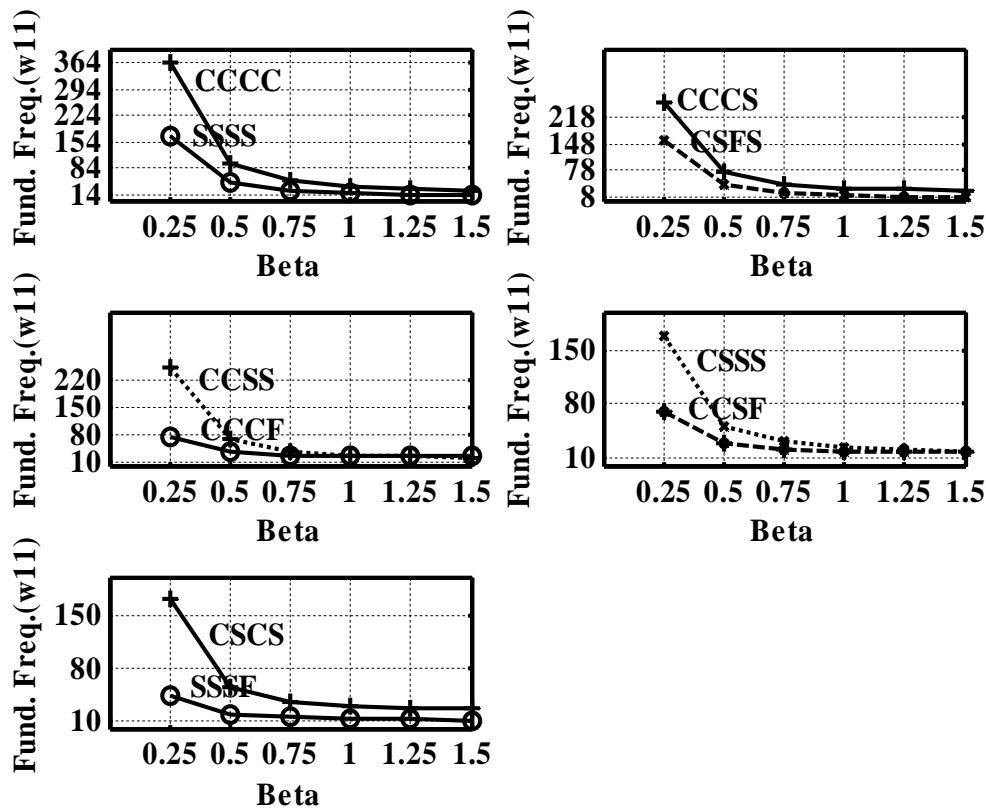 Fund. Freq.(w11)
364
294
224
154
84
14
CCCC
SSSS
0.25 0.5 0.75 1 1.25 1.5
Beta
Fund. Freq.(w11)
218
148
78
8
CCCS
CSFS
0.25 0.5 0.75 1 1.25 1.5
Beta
Fund. Freq.(w11)
220
150
80
10
CCSS
CCCF
0.25 0.5 0.75 1 1.25 1.5
Beta
Fund. Freq.(w11)
150
80
10
CSSS
CCSF
0.25 0.5 0.75 1 1.25 1.5
Beta
Fund. Freq.(w11)
150
80
10
CSCS
SSSF
0.25 0.5 0.75 1 1.25 1.5
Beta